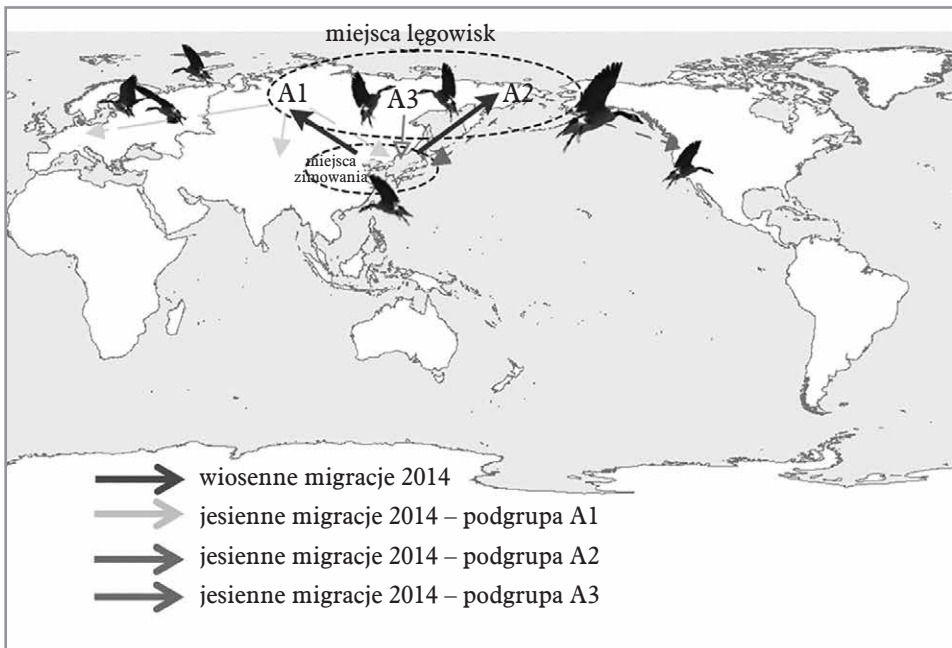 miejsca lęgowisk
A1
A3
A2
miejsca
zimowania
wiosenne migracje 2014
jesienne migracje 2014 – podgrupa A1
jesienne migracje 2014 – podgrupa A2
jesienne migracje 2014 – podgrupa A3